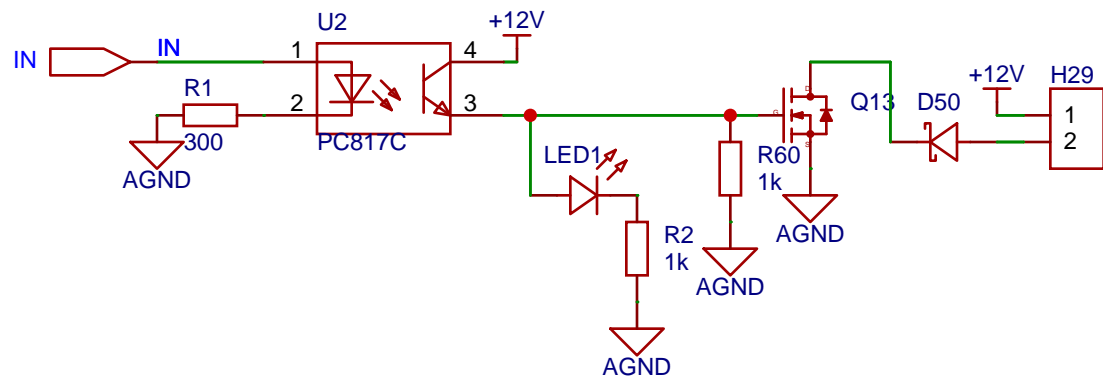 U2
+12V
IN
IN
1
4
+12V
H29
R1
Q13
D50
D
1
2
3
G
2
300
PC817C
S
LED1
R60
AGND
1k
R2
AGND
1k
AGND
AGND